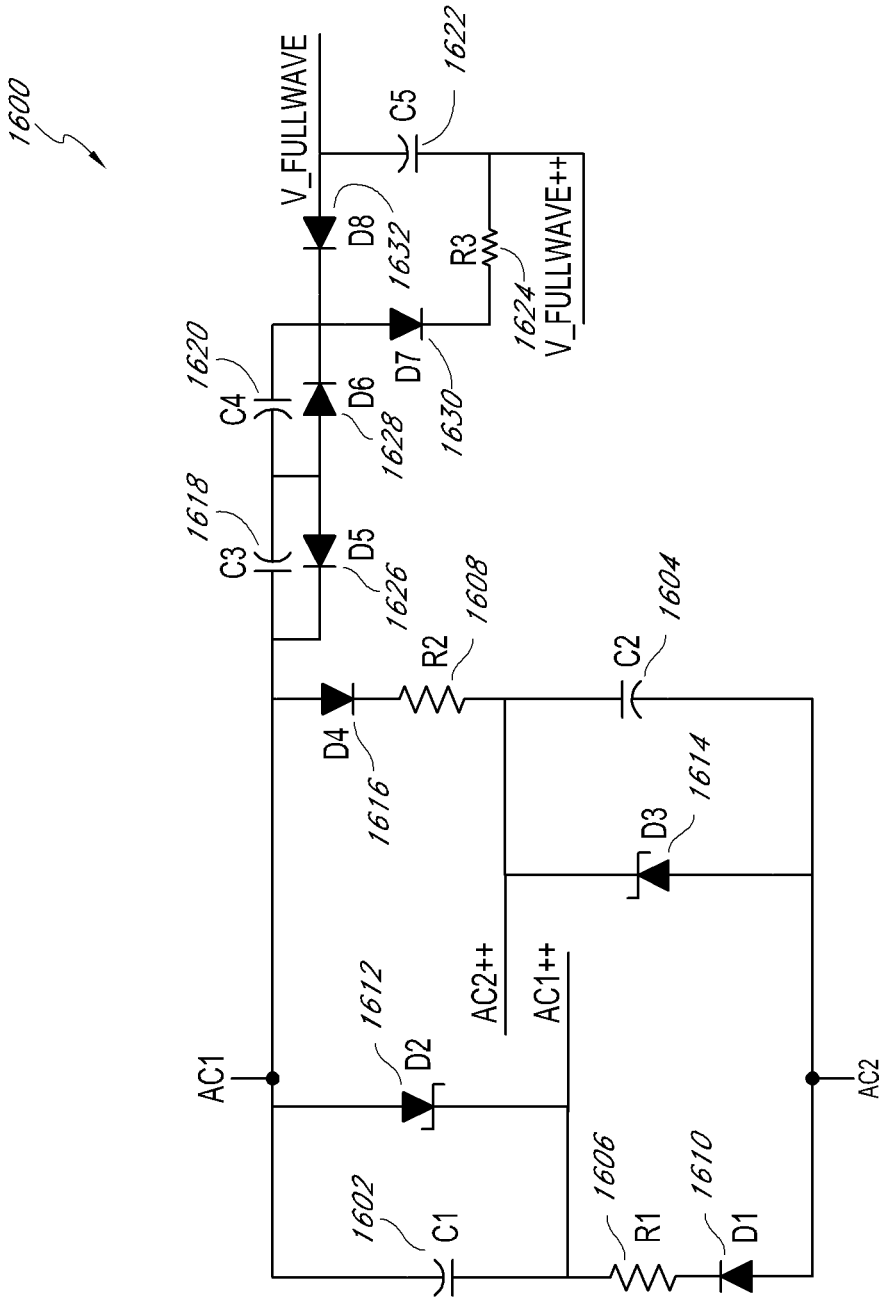 1600
V_FULLWAVE
C5
1622
D8
1632
R3
1624
V_FULLWAVE++
1620
C4
D6
1628
D7
1630
1618
C3
D5
1626
R2
1608
D4
1616
C2
1604
D3
1614
AC2++
AC1++
AC1
1612
D2
AC2
1602
C1
1606
R1
1610
D1